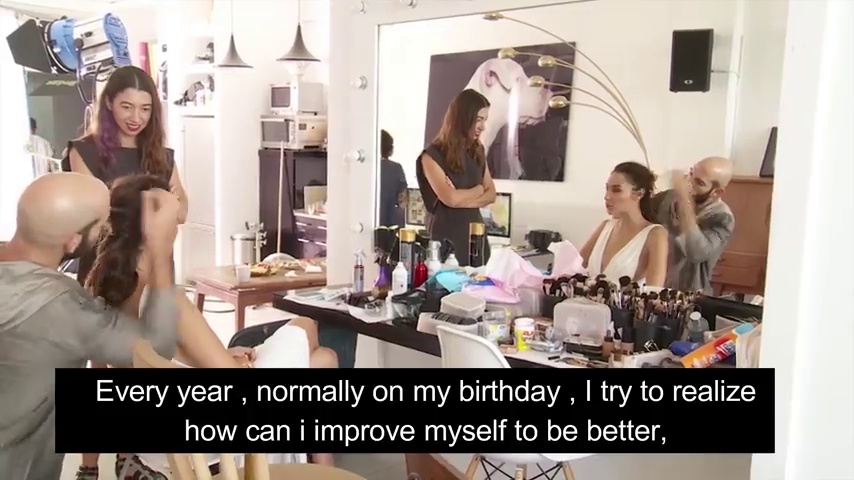 Every year , normally on my birthday , I try to realize
how can i improve myself to be better,